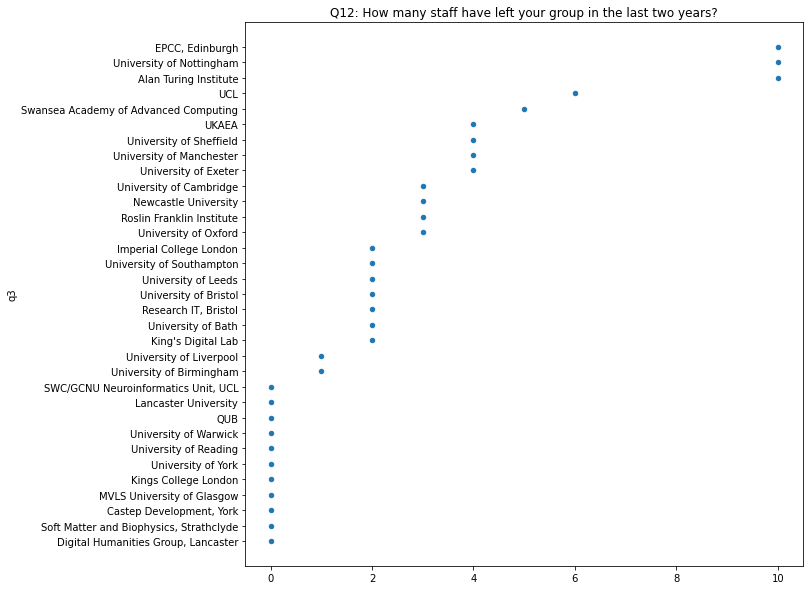 Q12: How many staff have left your group in the last two years?
EPCC, Edinburgh
University of Nottingham
Alan Turing Institute
UCL
Swansea Academy of Advanced Computing
UKAEA
University of Sheffield
University of Manchester
University of Exeter
University of Cambridge
Newcastle University
Roslin Franklin Institute
University of Oxford
Imperial College London
University of Southampton
University of Leeds
University of Bristol
Research IT, Bristol
University of Bath
King's Digital Lab
University of Liverpool
University of Birmingham
SWC/GCNU Neuroinformatics Unit, UCL
Lancaster University
QUB
University of Warwick
University of Reading
University of York
Kings College London
MVLS University of Glasgow
Castep Development, York
Soft Matter and Biophysics, Strathclyde
Digital Humanities Group, Lancaster
q3
0 2 4 6 8 10